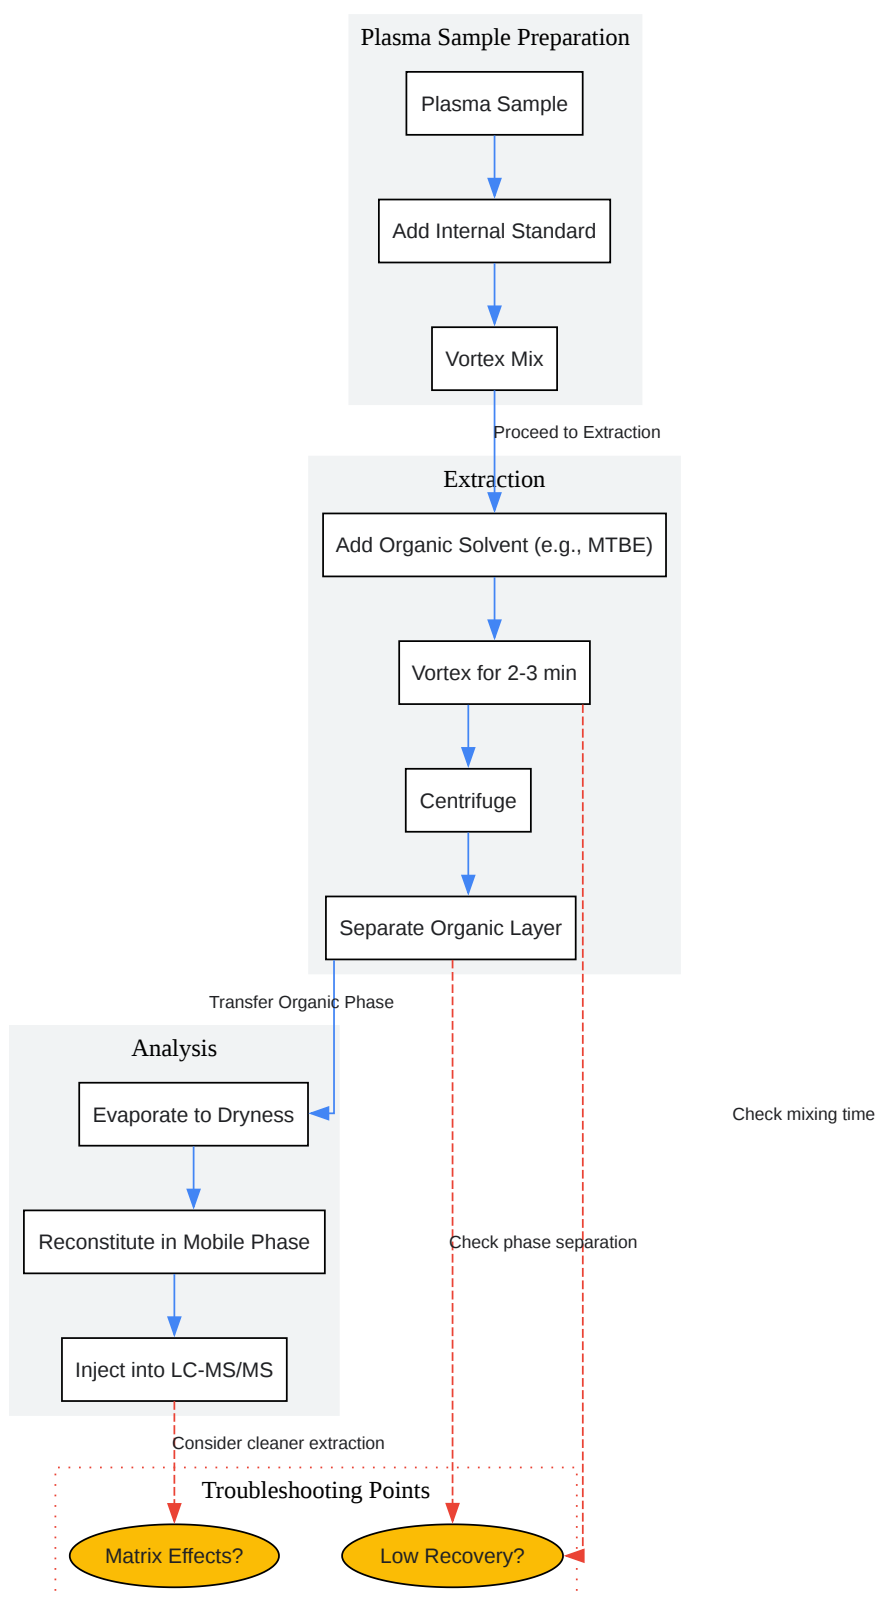 Plasma Sample Preparation
Plasma Sample
Add Internal Standard
Vortex Mix
Proceed to Extraction
Extraction
Add Organic Solvent (e.g., MTBE)
Vortex for 2-3 min
Centrifuge
Separate Organic Layer
Transfer Organic Phase
Analysis
Evaporate to Dryness
Check mixing time
Reconstitute in Mobile Phase
Check phase separation
Inject into LC-MS/MS
Consider cleaner extraction
Troubleshooting Points
Matrix Effects?
Low Recovery?